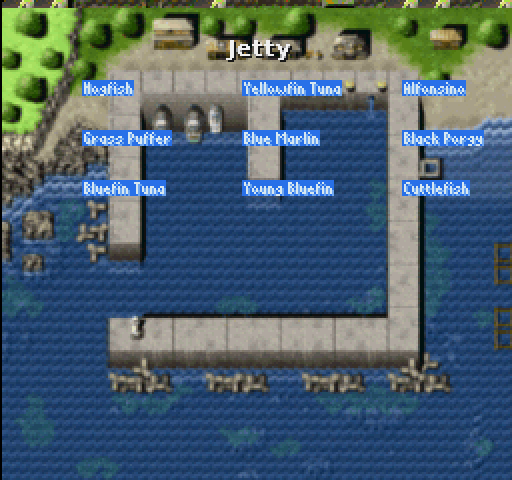 Jetty
Hogfish Yellowfin Tuna Alfonsino
Grass Puffer Blue Marlin Black Porgy
Bluefin Tuna Young Bluefin Cuttlefish